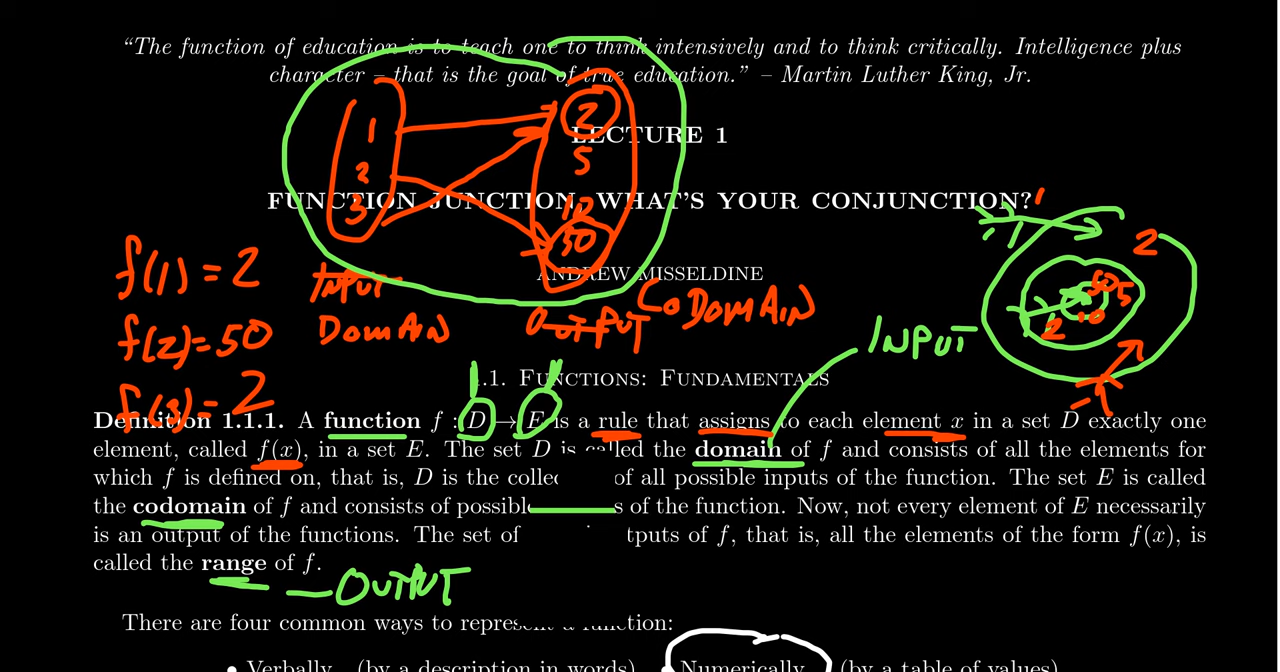 “The function of education is to teach one to think intensively and to think critically. Intelligence plus
character – that is the goal of true education.” – Martin Luther King, Jr.
1
2
3
2
5
10
50
LECTURE 1
FUNCTION JUNCTION, WHAT'S YOUR CONJUNCTION?
ANDREW MISSELDINE
f(1) = 2
f(2) = 50
f(3) = 2
INPUT
DOMAIN
OUTPUT
CODOMAIN
2
50
5
10
2
INPUT
1.1. FUNCTIONS: FUNDAMENTALS
Definition 1.1.1. A function f : D → E is a rule that assigns to each element x in a set D exactly one
element, called f(x), in a set E. The set D is called the domain of f and consists of all the elements for
which f is defined on, that is, D is the collec of all possible inputs of the function. The set E is called
the codomain of f and consists of possible s of the function. Now, not every element of E necessarily
is an output of the functions. The set of tputs of f, that is, all the elements of the form f(x), is
called the range of f.
OUTPUT
There are four common ways to represent a function:
• Verbally (by a description in words) • Numerically (by a table of values)